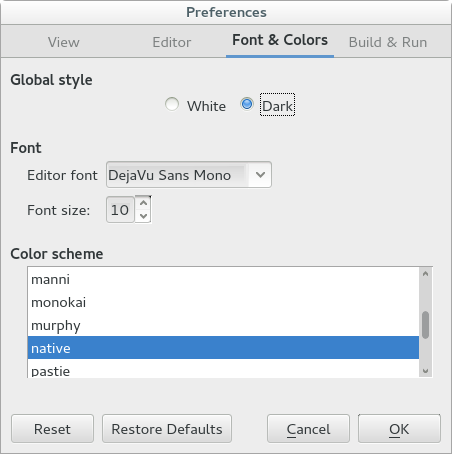 Preferences
View Editor Font & Colors Build & Run
Global style
White Dark
Font
Editor font DejaVu Sans Mono
Font size: 10
Color scheme
manni
monokai
murphy
native
pastie
Reset Restore Defaults Cancel OK